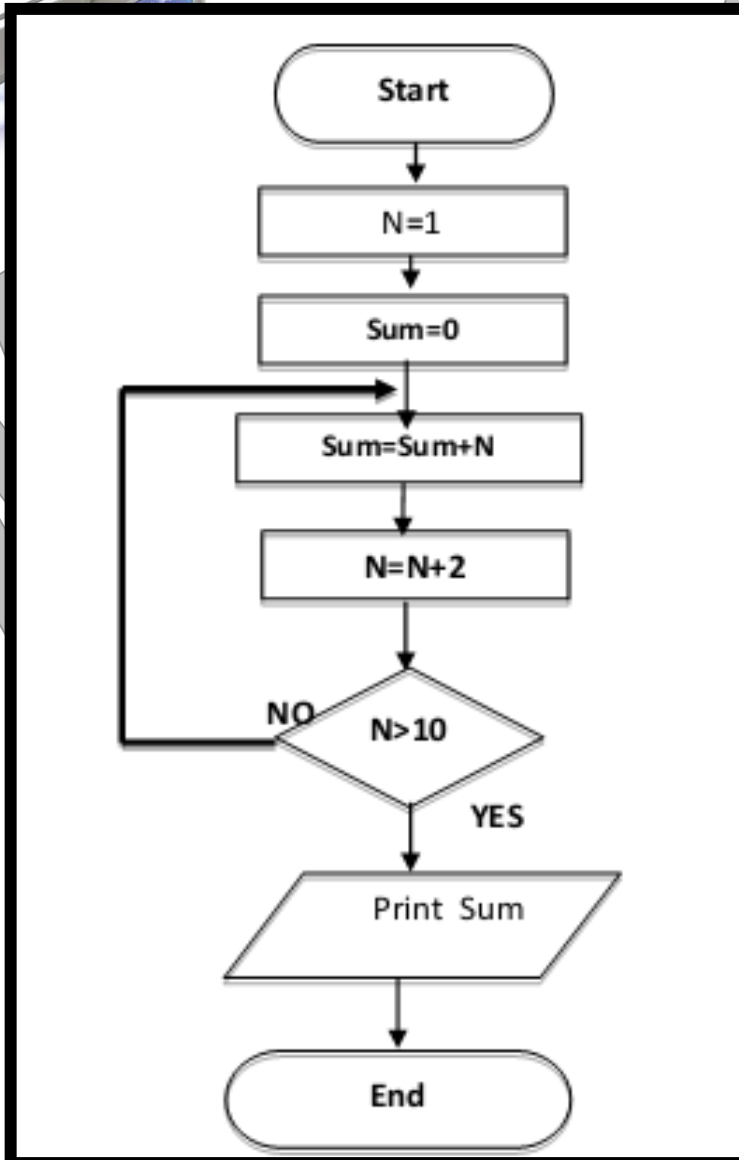 Start
N=1
Sum=0
Sum=Sum+N
N=N+2
NO
N>10
YES
Print Sum
End